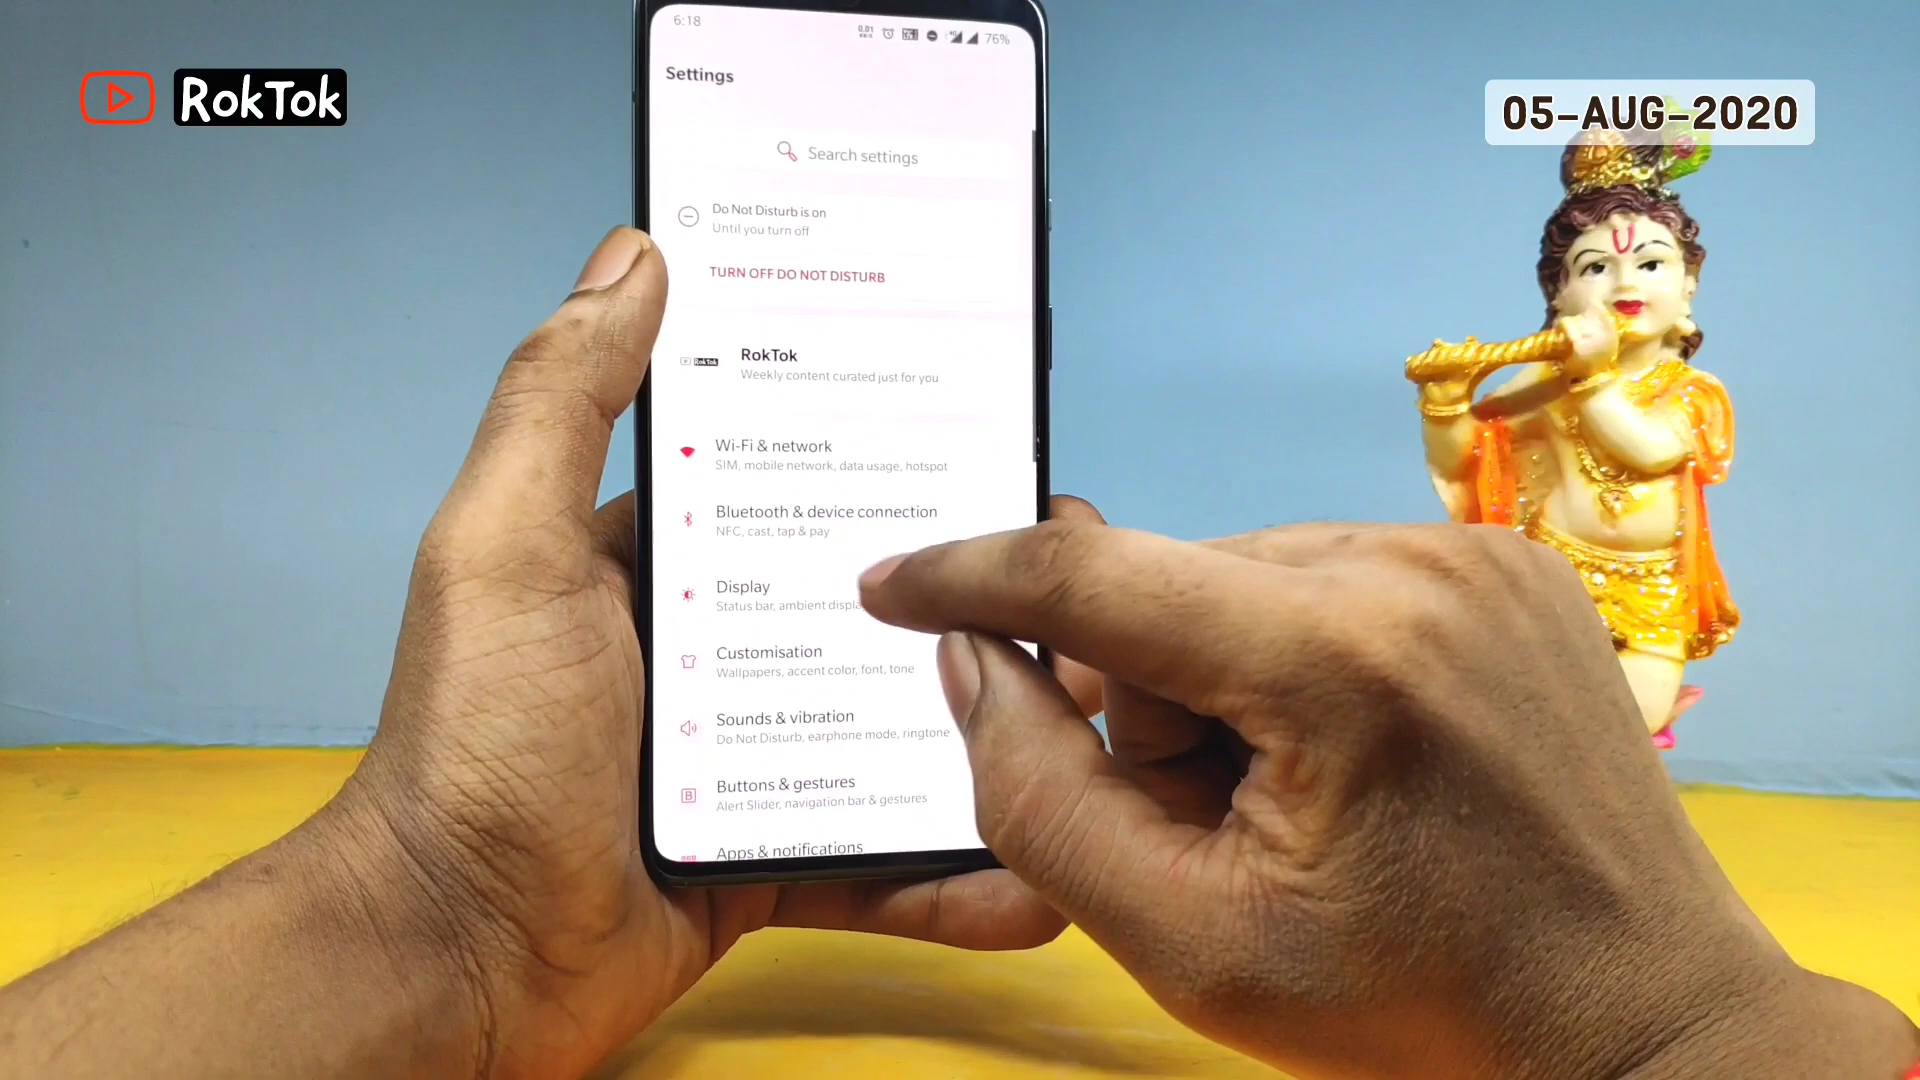 RokTok
05-AUG-2020
6:18
76%
Settings
Search settings
Do Not Disturb is on
Until you turn off
TURN OFF DO NOT DISTURB
RokTok
RokTok
Weekly content curated just for you
Wi-Fi & network
SIM, mobile network, data usage, hotspot
Bluetooth & device connection
NFC, cast, tap & pay
Display
Status bar, ambient displa
Customisation
Wallpapers, accent color, font, tone
Sounds & vibration
Do Not Disturb, earphone mode, ringtone
Buttons & gestures
Alert Slider, navigation bar & gestures
Apps & notifications